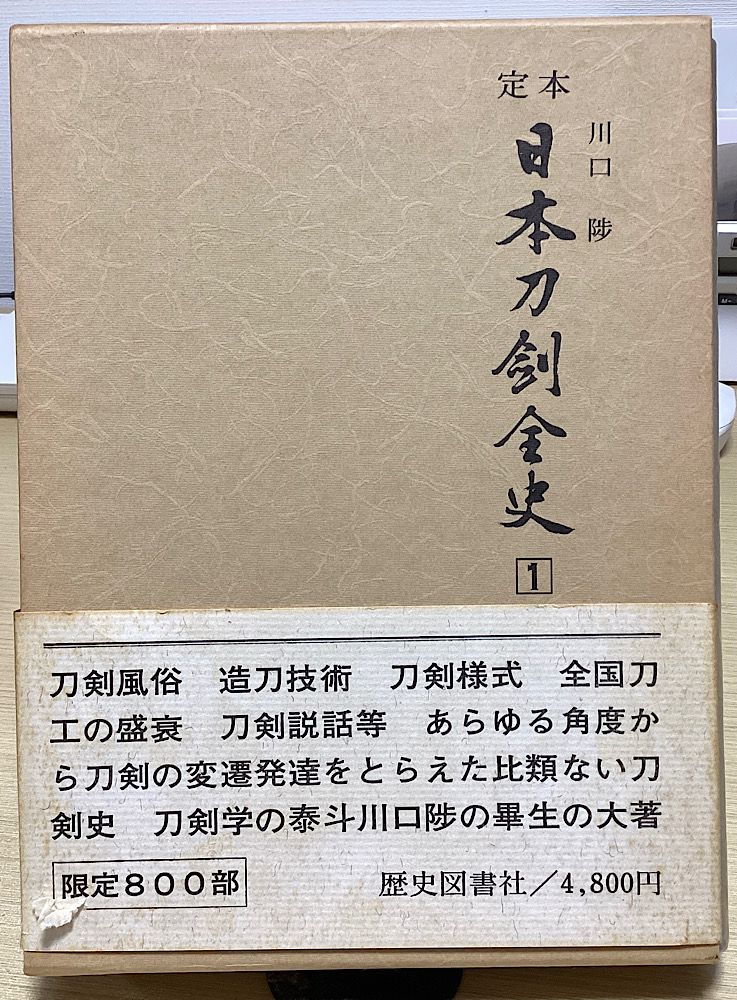 定本
川口 陟
日本刀剣全史
1
刀剣風俗 造刀技術 刀剣様式 全国刀
工の盛衰 刀剣説話等 あらゆる角度か
ら刀剣の変遷発達をとらえた比類ない刀
剣史 刀剣学の泰斗川口陟の畢生の大著
限定800部
歴史図書社/4,800円